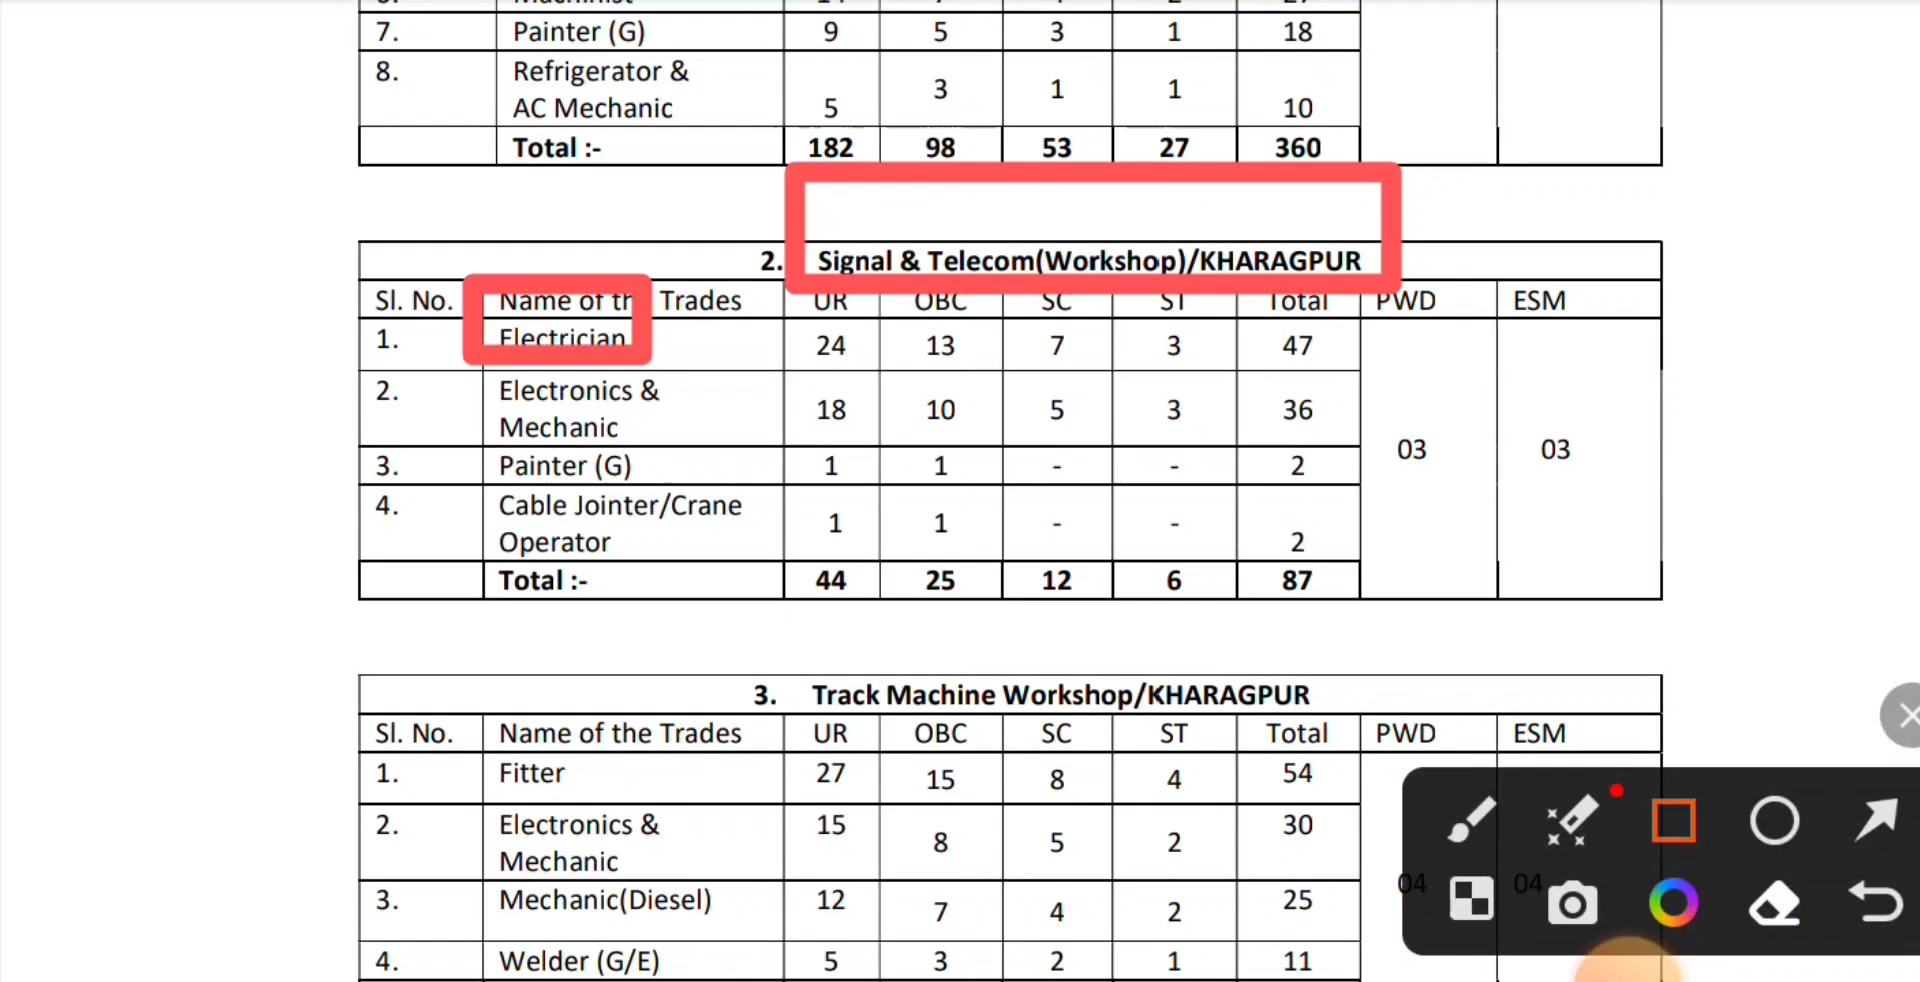 7. Painter (G) 9 5 3 1 18
8. Refrigerator &
AC Mechanic 5 3 1 1 10
Total :- 182 98 53 27 360
2. Signal & Telecom(Workshop)/KHARAGPUR
Sl. No. Name of th Trades UR OBC SC ST Total PWD ESM
1. Electrician 24 13 7 3 47
2. Electronics &
Mechanic 18 10 5 3 36
03 03
3. Painter (G) 1 1 - - 2
4. Cable Jointer/Crane
Operator 1 1 - - 2
Total :- 44 25 12 6 87
3. Track Machine Workshop/KHARAGPUR
Sl. No. Name of the Trades UR OBC SC ST Total PWD ESM
1. Fitter 27 15 8 4 54
2. Electronics &
Mechanic 15 8 5 2 30
3. Mechanic(Diesel) 12 7 4 2 25
04 04
4. Welder (G/E) 5 3 2 1 11